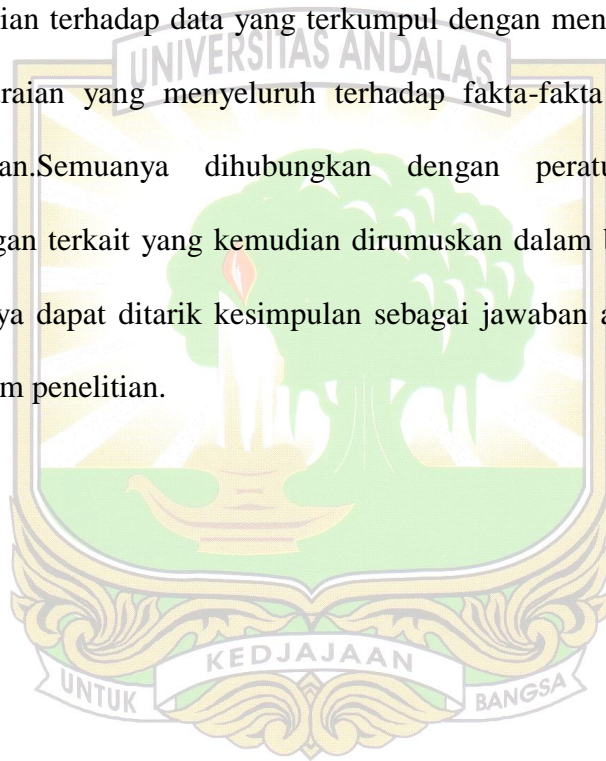 ian terhadap data yang terkumpul dengan men
UNIVERSITAS ANDALAS
raian yang menyeluruh terhadap fakta-fakta
an.Semuanya dihubungkan dengan peratu
gan terkait yang kemudian dirumuskan dalam b
ya dapat ditarik kesimpulan sebagai jawaban a
m penelitian.
KEDJAJAAN
UNTUK BANGSA